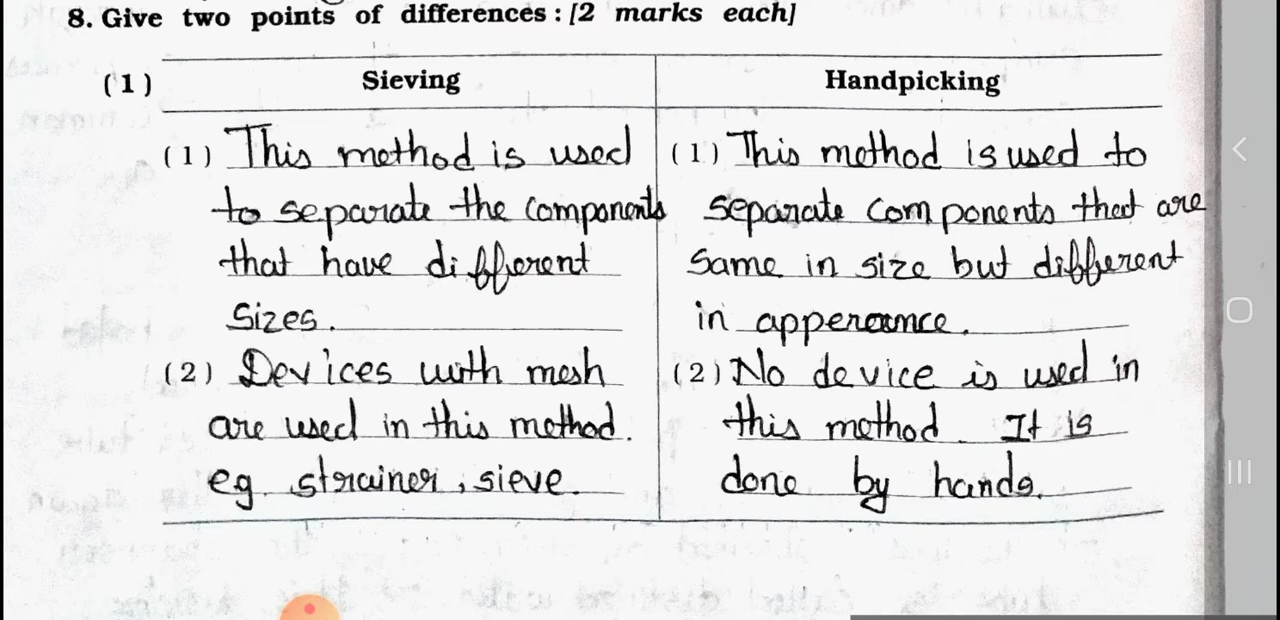 8. Give two points of differences : [2 marks each]
(1) Sieving Handpicking
(1) This method is used
to separate the components
that have different
sizes.
(2) Devices with mesh
are used in this method.
eg. strainer, sieve.
(1) This method is used to
separate components that are
same in size but different
in apperance.
(2) No device is used in
this method. It is
done by hands.